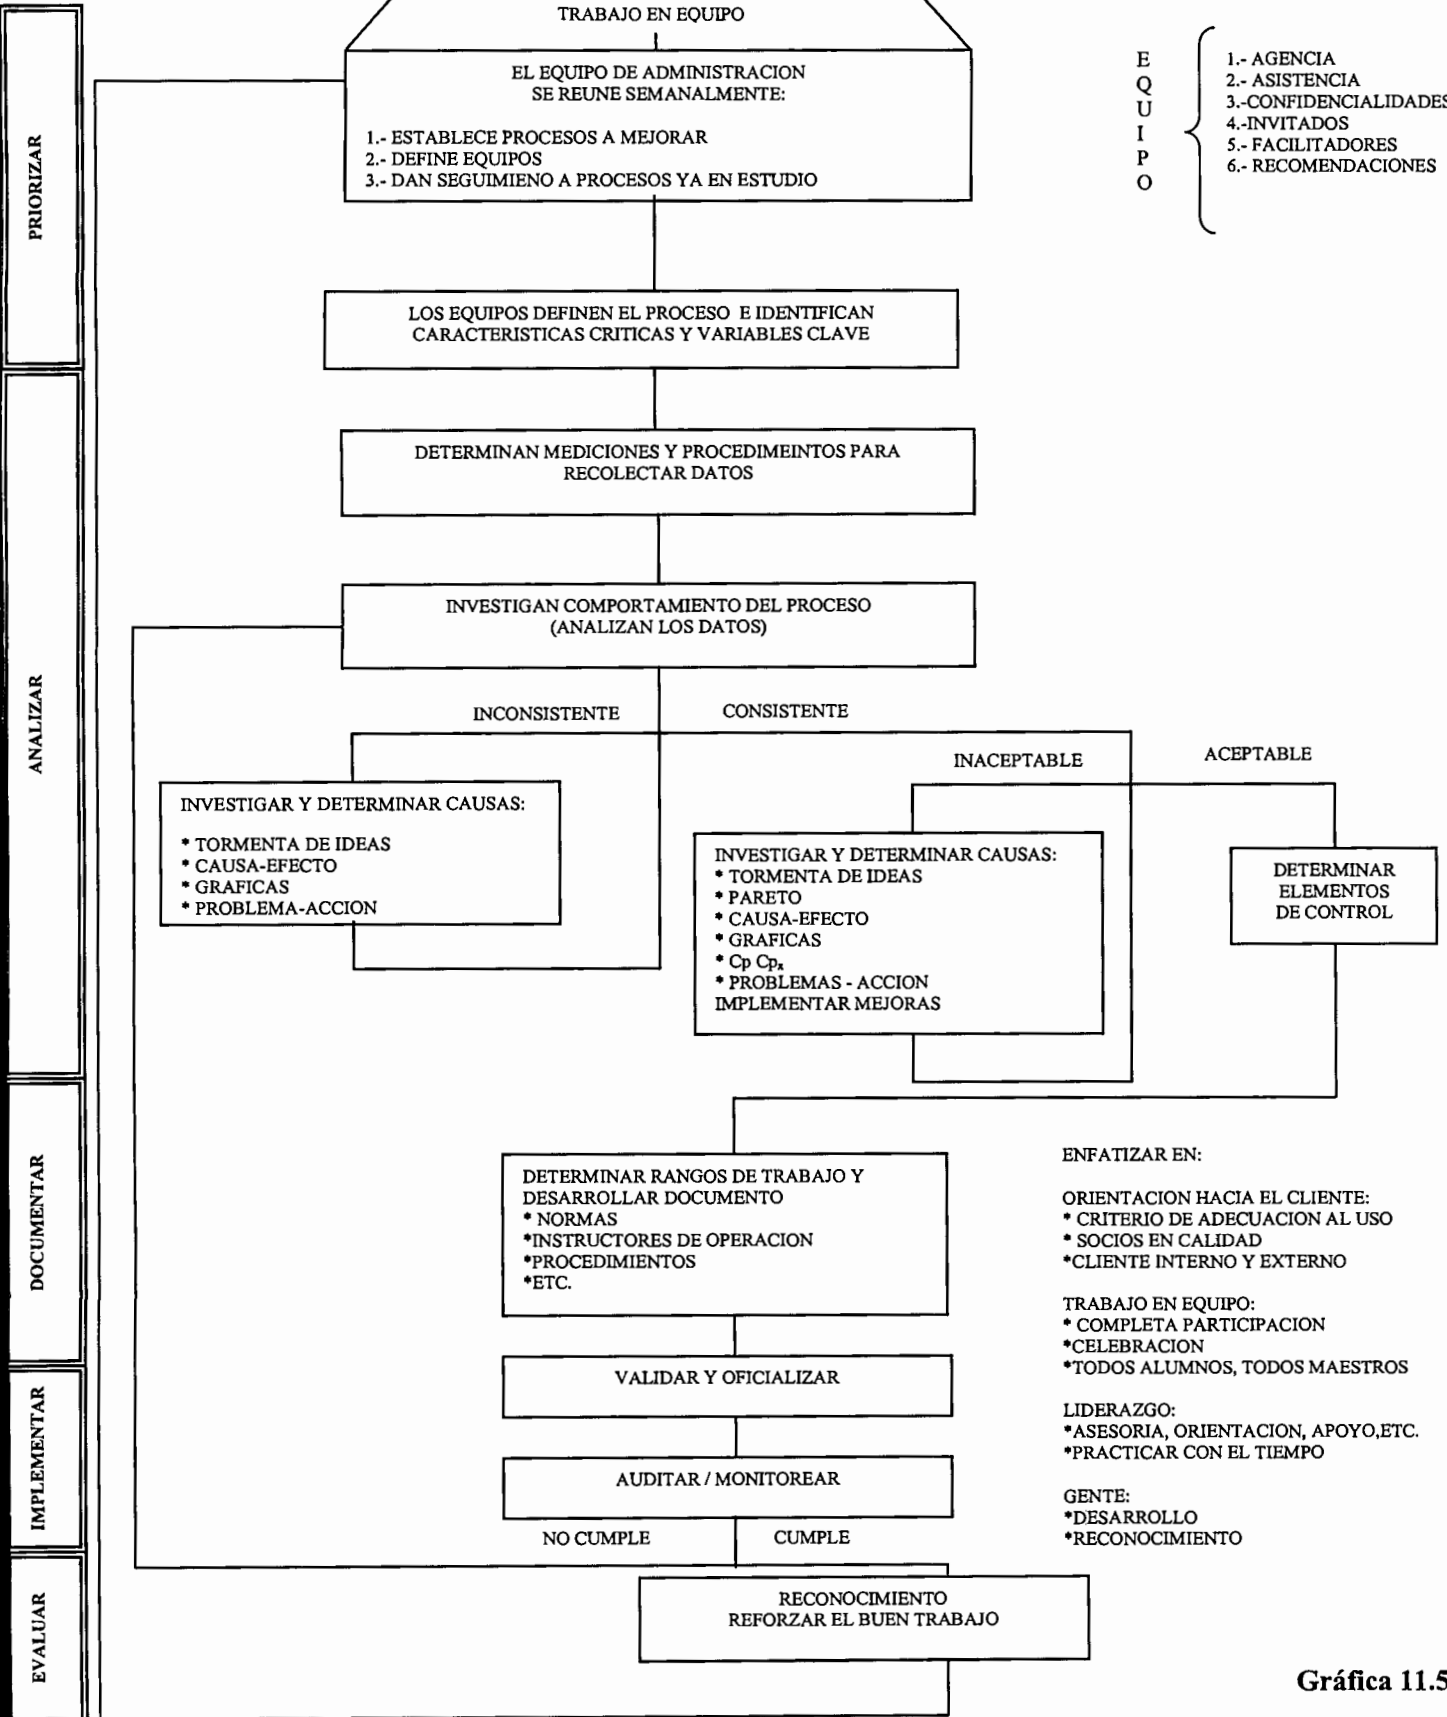 TRABAJO EN EQUIPO
EL EQUIPO DE ADMINISTRACION
SE REUNE SEMANALMENTE:
1.- ESTABLECE PROCESOS A MEJORAR
2.- DEFINE EQUIPOS
3.- DAN SEGUIMIENO A PROCESOS YA EN ESTUDIO
EQUIPO
1.- AGENCIA
2.- ASISTENCIA
3.-CONFIDENCIALIDADES
4.-INVITADOS
5.- FACILITADORES
6.- RECOMENDACIONES
PRIORIZAR
LOS EQUIPOS DEFINEN EL PROCESO E IDENTIFICAN
CARACTERISTICAS CRITICAS Y VARIABLES CLAVE
DETERMINAN MEDICIONES Y PROCEDIMEINTOS PARA
RECOLECTAR DATOS
INVESTIGAN COMPORTAMIENTO DEL PROCESO
(ANALIZAN LOS DATOS)
ANALIZAR
INCONSISTENTE
CONSISTENTE
INACEPTABLE
ACEPTABLE
INVESTIGAR Y DETERMINAR CAUSAS:
* TORMENTA DE IDEAS
* CAUSA-EFECTO
* GRAFICAS
* PROBLEMA-ACCION
INVESTIGAR Y DETERMINAR CAUSAS:
* TORMENTA DE IDEAS
* PARETO
* CAUSA-EFECTO
* GRAFICAS
* Cp Cp
* PROBLEMAS - ACCION
IMPLEMENTAR MEJORAS
DETERMINAR
ELEMENTOS
DE CONTROL
DOCUMENTAR
DETERMINAR RANGOS DE TRABAJO Y
DESARROLLAR DOCUMENTO
* NORMAS
*INSTRUCTORES DE OPERACION
*PROCEDIMIENTOS
*ETC.
VALIDAR Y OFICIALIZAR
IMPLEMENTAR
AUDITAR / MONITOREAR
NO CUMPLE
CUMPLE
EVALUAR
RECONOCIMIENTO
REFORZAR EL BUEN TRABAJO
ENFATIZAR EN:
ORIENTACION HACIA EL CLIENTE:
* CRITERIO DE ADECUACION AL USO
* SOCIOS EN CALIDAD
*CLIENTE INTERNO Y EXTERNO
TRABAJO EN EQUIPO:
* COMPLETA PARTICIPACION
*CELEBRACION
*TODOS ALUMNOS, TODOS MAESTROS
LIDERAZGO:
*ASESORIA, ORIENTACION, APOYO,ETC.
*PRACTICAR CON EL TIEMPO
GENTE:
*DESARROLLO
*RECONOCIMIENTO
Gráfica 11.5